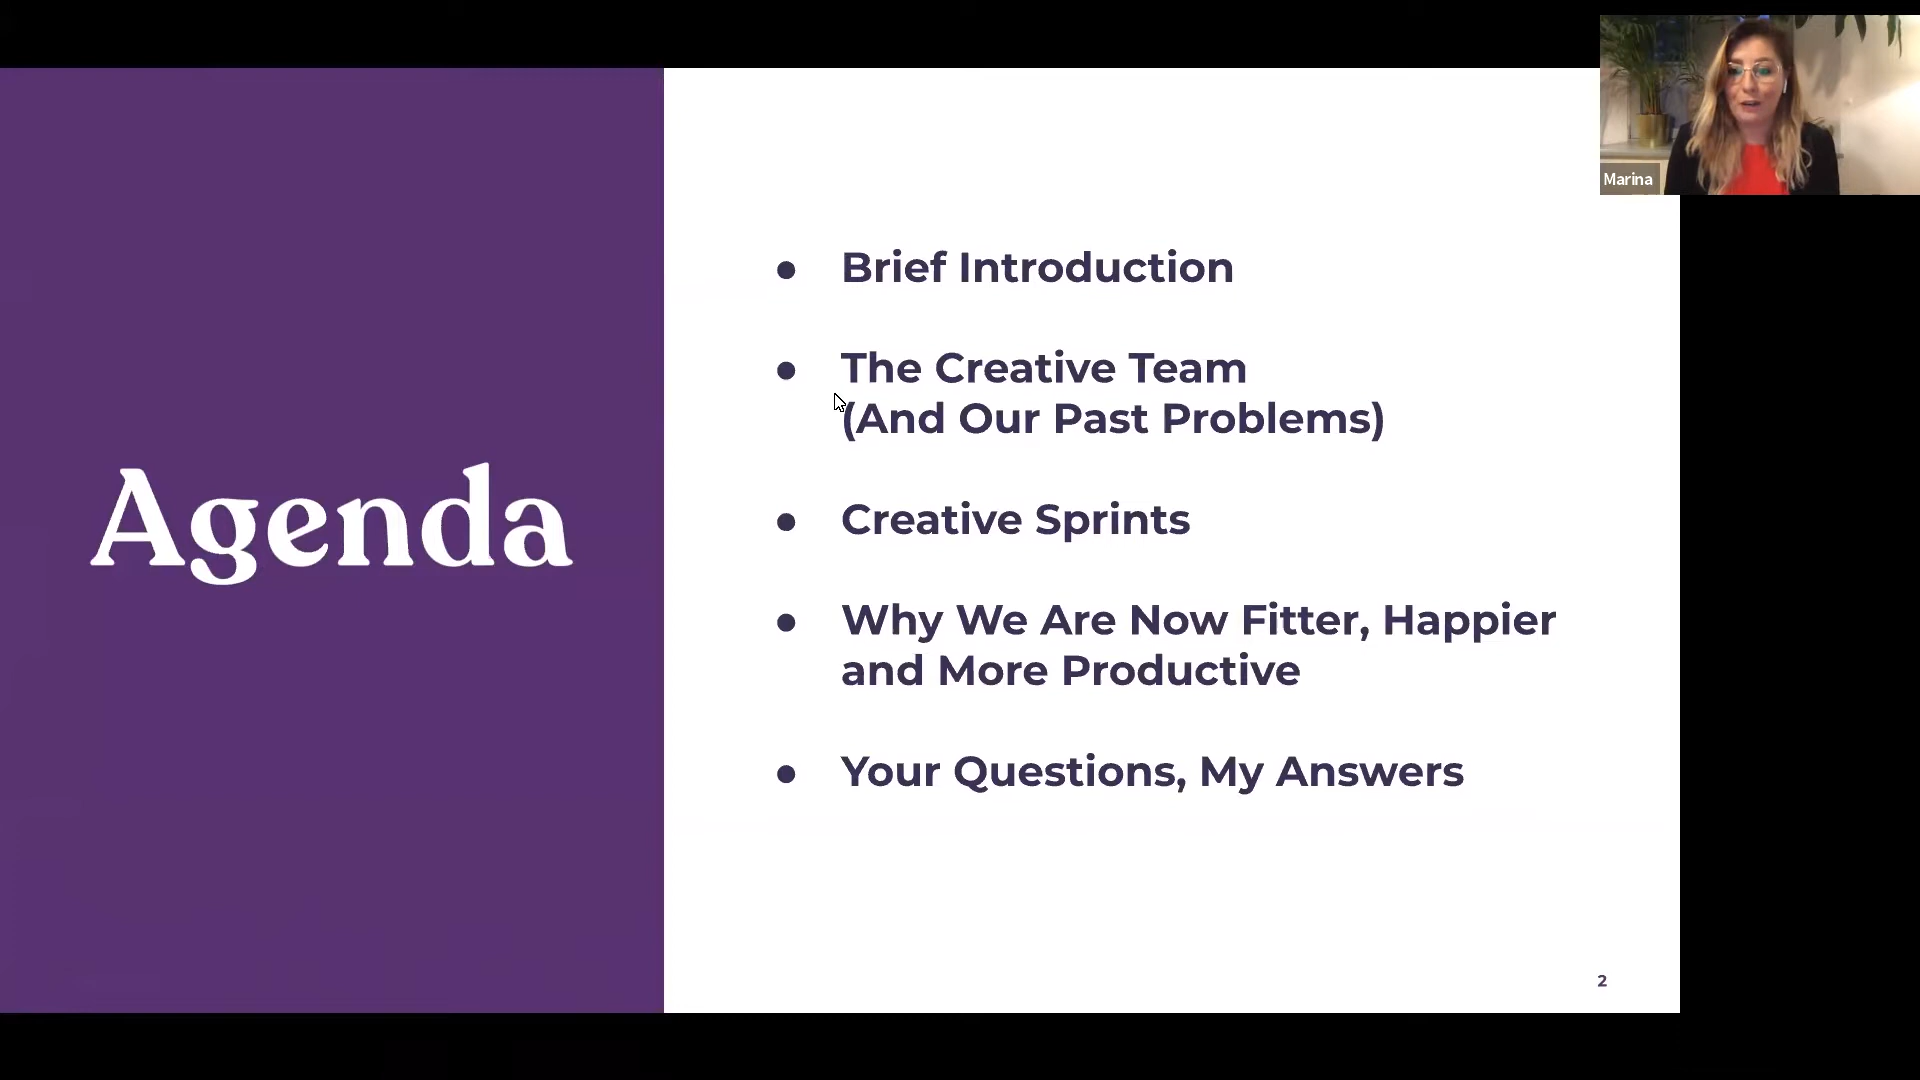 Agenda
Brief Introduction
The Creative Team
(And Our Past Problems)
Creative Sprints
Why We Are Now Fitter, Happier
and More Productive
Your Questions, My Answers
2
Marina